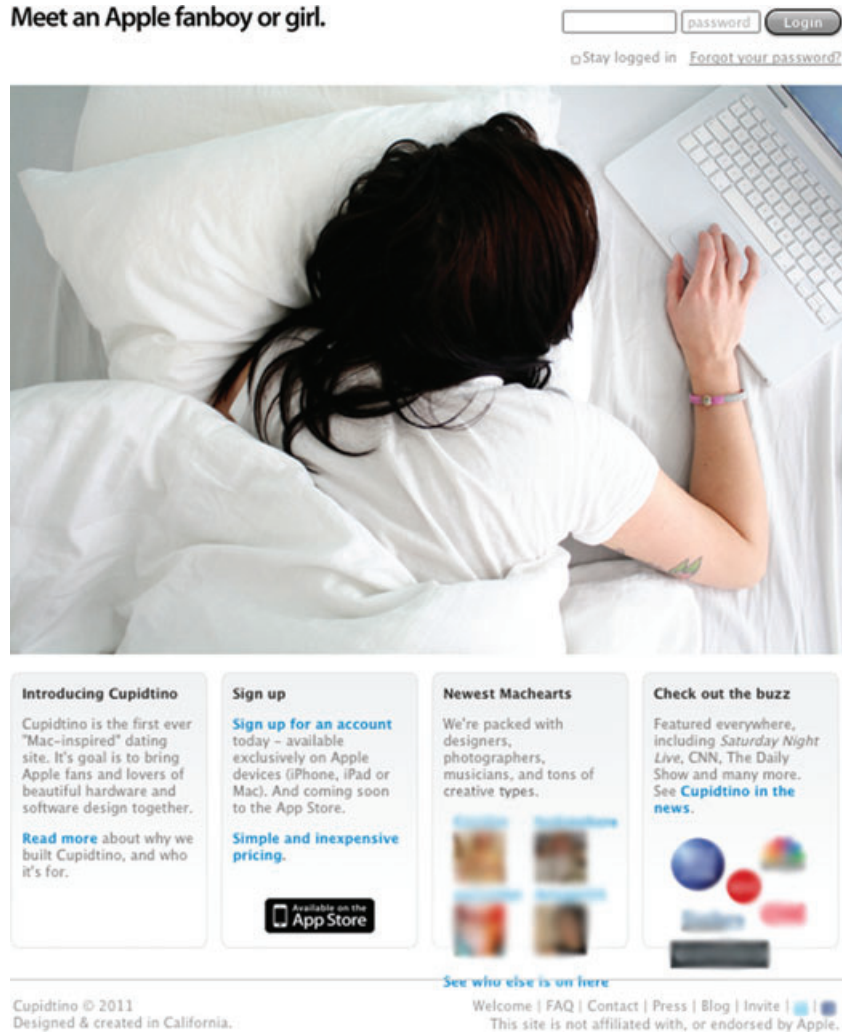 Meet an Apple fanboy or girl.
password
Login
Stay logged in Forgot your password?
Introducing Cupidtino
Cupidtino is the first ever
"Mac-inspired" dating
site. It's goal is to bring
Apple fans and lovers of
beautiful hardware and
software design together.
Read more about why we
built Cupidtino, and who
it's for.
Sign up
Sign up for an account
today - available
exclusively on Apple
devices (iPhone, iPad or
Mac). And coming soon
to the App Store.
Simple and inexpensive
pricing.
Available on the
App Store
Newest Machearts
We're packed with
designers,
photographers,
musicians, and tons of
creative types.
See who else is on here
Check out the buzz
Featured everywhere,
including Saturday Night
Live, CNN, The Daily
Show and many more.
See Cupidtino in the
news.
Cupidtino © 2011
Designed & created in California.
Welcome | FAQ | Contact | Press | Blog | Invite | |
This site is not affiliated with, or endorsed by Apple.